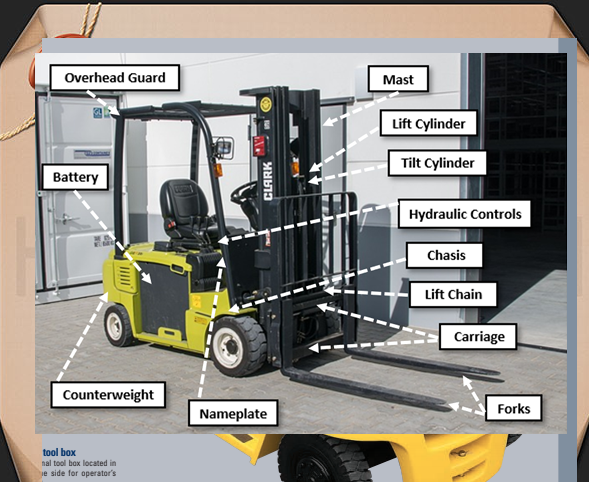 Overhead Guard
Mast
Lift Cylinder
Tilt Cylinder
Battery
CLARK
Hydraulic Controls
Chasis
Lift Chain
Carriage
Counterweight
Nameplate
Forks
tool box
nal tool box located in
e side for operator's